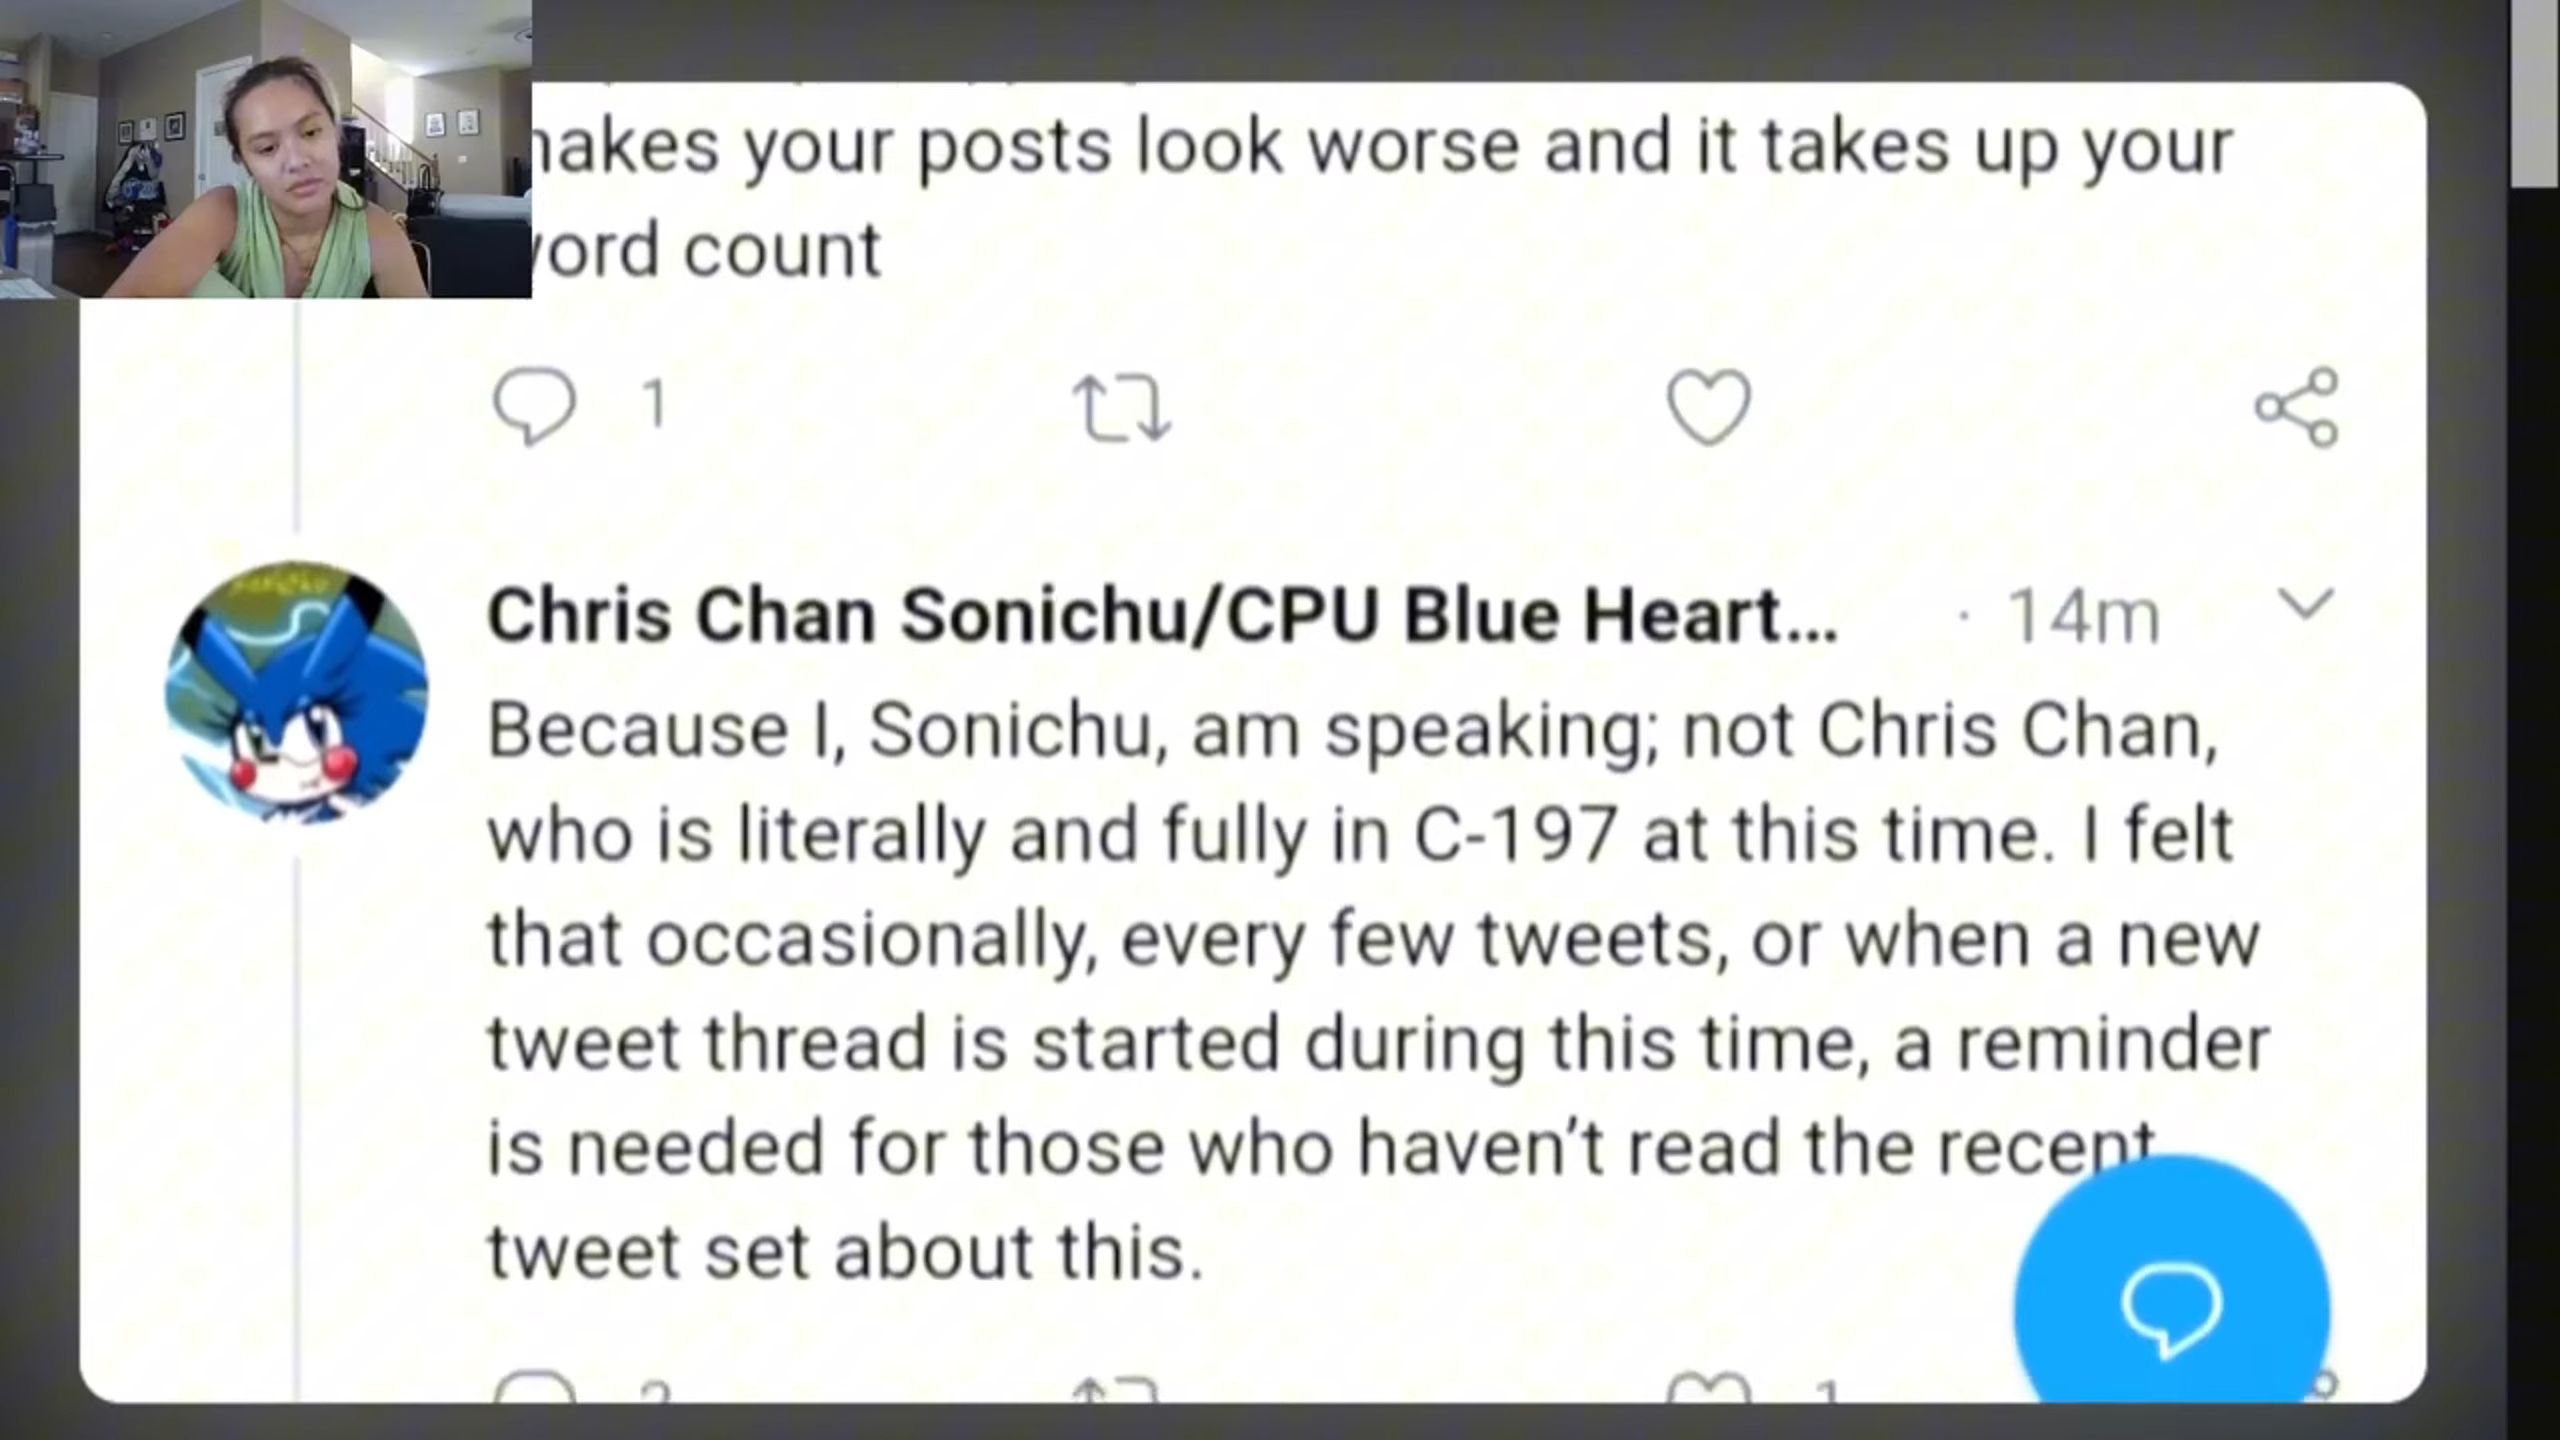 your posts look worse and it takes up your
count
1
Chris Chan Sonichu/CPU Blue Heart... · 14m
Because I, Sonichu, am speaking; not Chris Chan,
who is literally and fully in C-197 at this time. I felt
that occasionally, every few tweets, or when a new
tweet thread is started during this time, a reminder
is needed for those who haven't read the recent
tweet set about this.